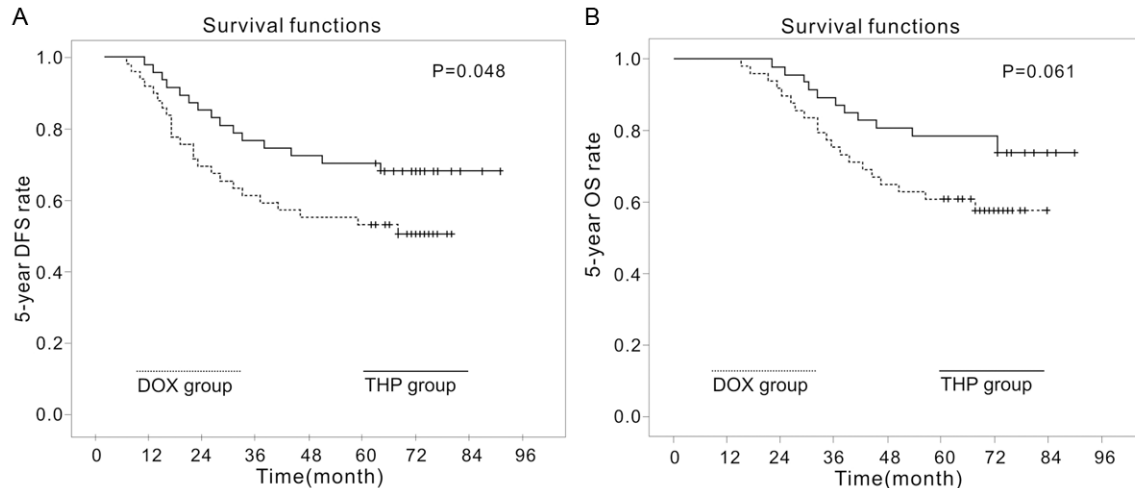 A
Survival functions
P=0.048
5-year DFS rate
1.0
0.8
0.6
0.4
0.2
0.0
DOX group
THP group
0 12 24 36 48 60 72 84 96
Time(month)
B
Survival functions
P=0.061
5-year OS rate
1.0
0.8
0.6
0.4
0.2
0.0
DOX group
THP group
0 12 24 36 48 60 72 84 96
Time(month)